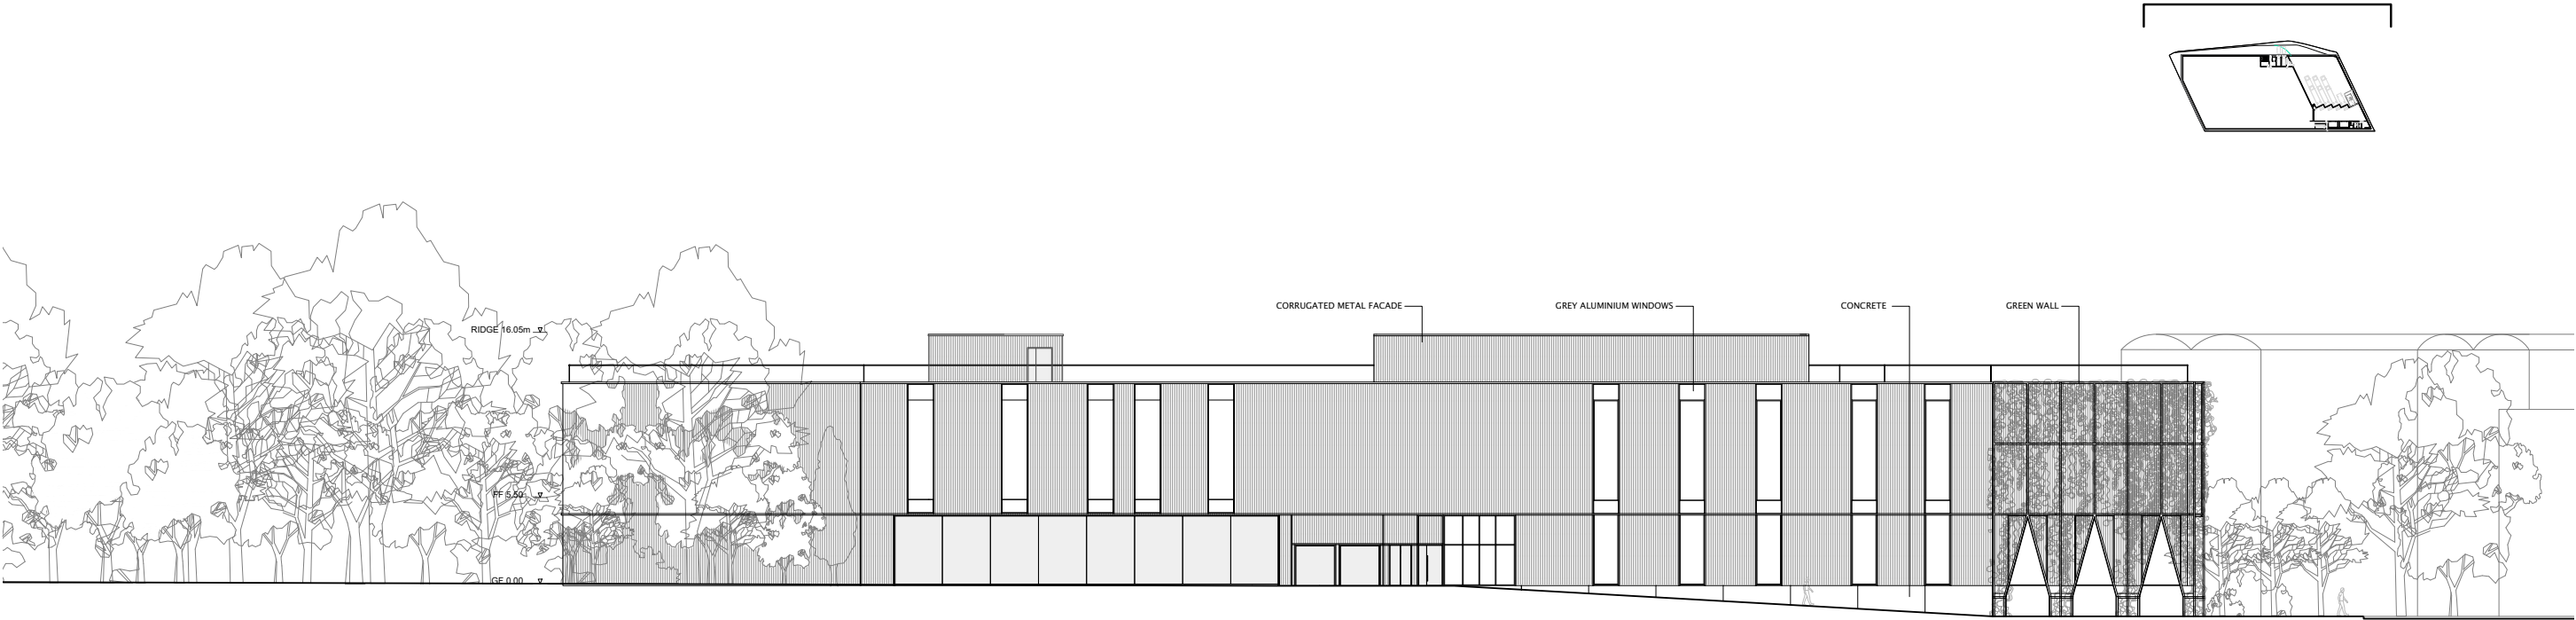 CORRUGATED METAL FACADE
GREY ALUMINIUM WINDOWS
CONCRETE
GREEN WALL
RIDGE 16.05m
FF 5.50
GF 0.00